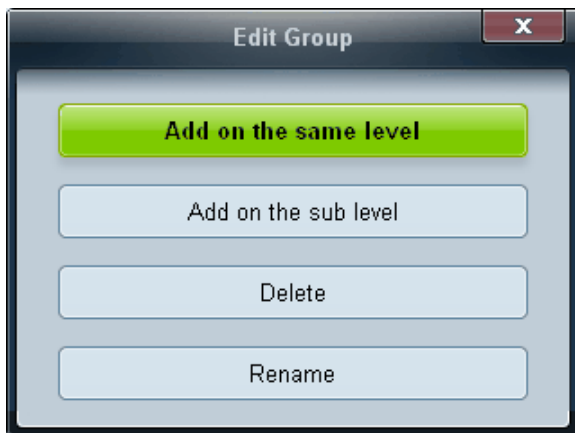 Edit Group
x
Add on the same level
Add on the sub level
Delete
Rename